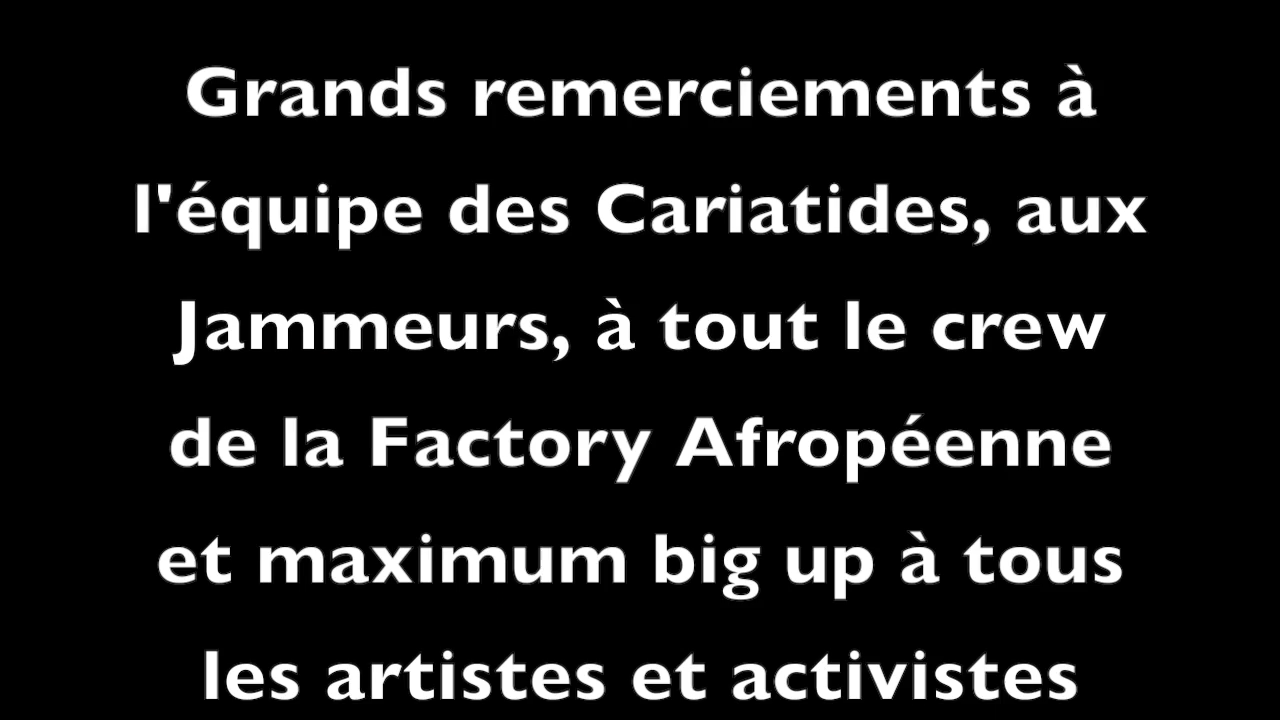 Grands remerciements à
l'équipe des Cariatides, aux
Jammeurs, à tout le crew
de la Factory Afropéenne
et maximum big up à tous
les artistes et activistes